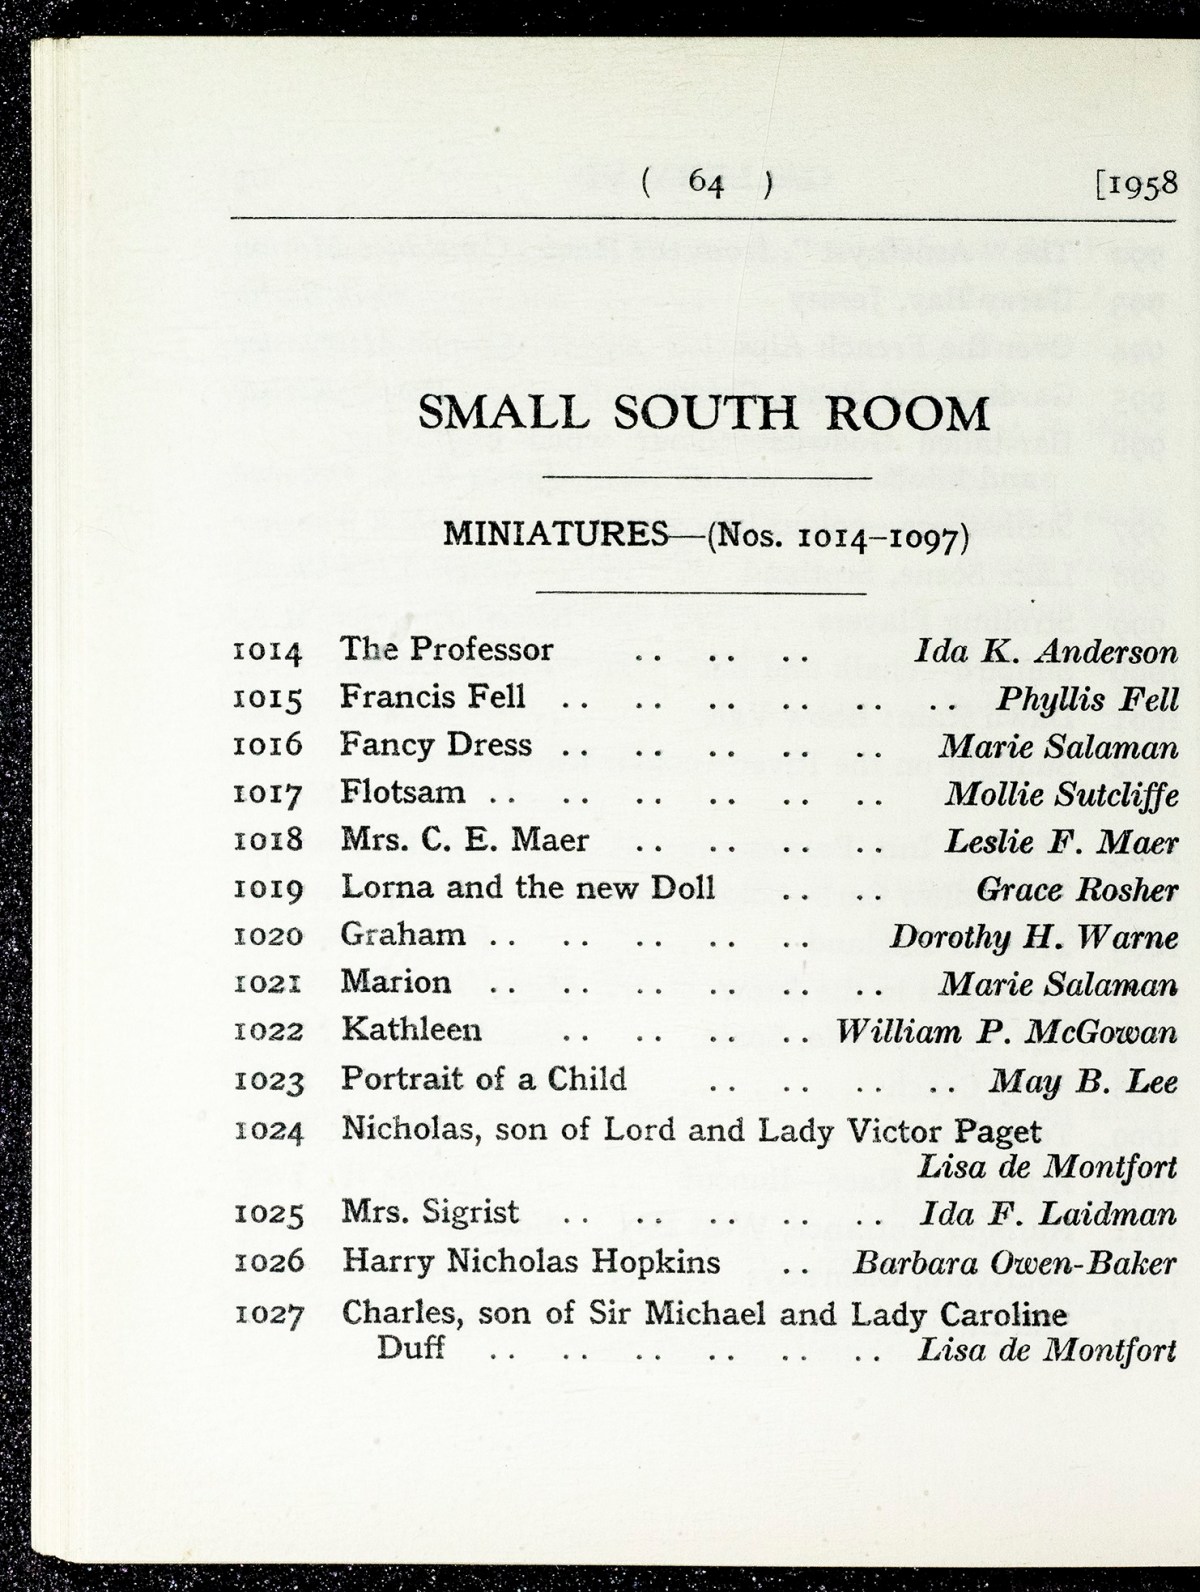 ( 64 ) [1958
SMALL SOUTH ROOM
MINIATURES—(Nos. 1014–1097)
1014 The Professor .. .. .. Ida K. Anderson
1015 Francis Fell .. .. .. .. .. .. Phyllis Fell
1016 Fancy Dress .. .. .. .. .. Marie Salaman
1017 Flotsam .. .. .. .. .. .. Mollie Sutcliffe
1018 Mrs. C. E. Maer .. .. .. .. Leslie F. Maer
1019 Lorna and the new Doll .. .. Grace Rosher
1020 Graham .. .. .. .. .. Dorothy H. Warne
1021 Marion .. .. .. .. .. .. Marie Salaman
1022 Kathleen .. .. .. .. William P. McGowan
1023 Portrait of a Child .. .. .. .. May B. Lee
1024 Nicholas, son of Lord and Lady Victor Paget
Lisa de Montfort
1025 Mrs. Sigrist .. .. .. .. .. Ida F. Laidman
1026 Harry Nicholas Hopkins .. Barbara Owen-Baker
1027 Charles, son of Sir Michael and Lady Caroline
Duff .. .. .. .. .. .. Lisa de Montfort